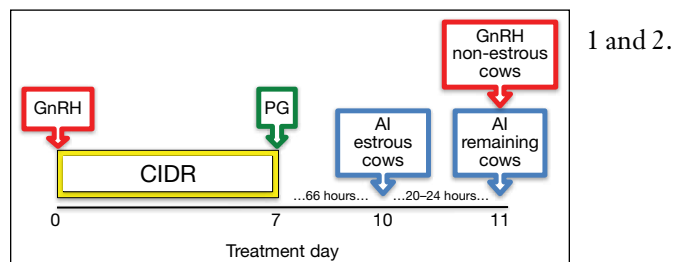 GnRH
non-estrous
cows
1 and 2.
GnRH
PG
AI
estrous
cows
AI
remaining
cows
CIDR
...66 hours...
...20–24 hours...
0
7
10
11
Treatment day